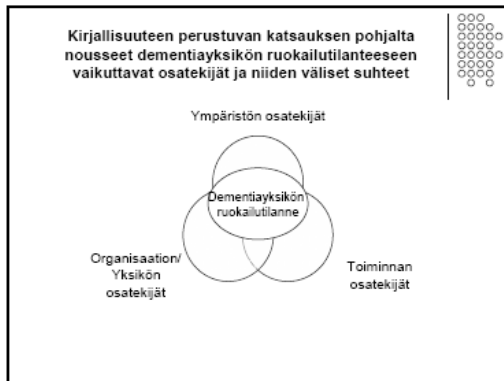 Kirjallisuuteen perustuvan katsauksen pohjalta
nousseet dementiayksikön ruokailutilanteeseen
vaikuttavat osatekijät ja niiden väliset suhteet
Ympäristön osatekijät
Dementiayksikön
ruokailutilanne
Organisaation/
Yksikön
osatekijät
Toiminnan
osatekijät